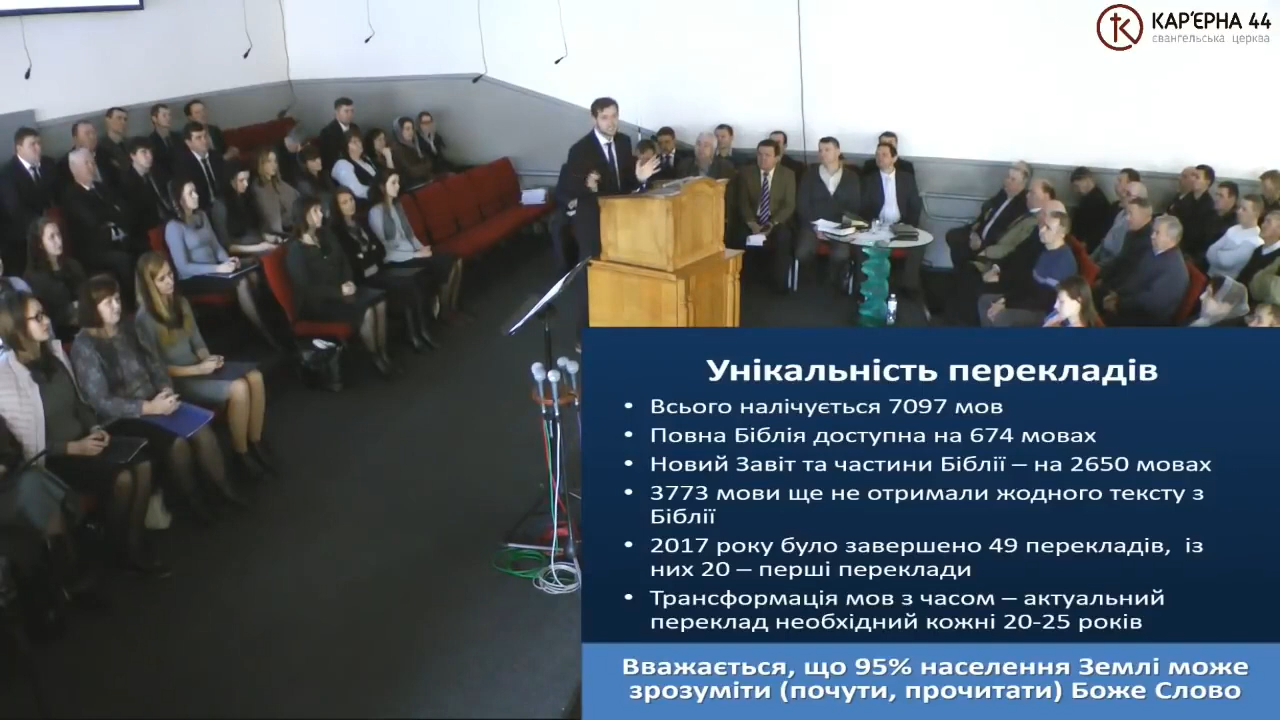 КАР'ЄРНА 44
євангельська церква
Унікальність перекладів
• Всього налічується 7097 мов
• Повна Біблія доступна на 674 мовах
• Новий Завіт та частини Біблії – на 2650 мовах
• 3773 мови ще не отримали жодного тексту з
Біблії
• 2017 року було завершено 49 перекладів, із
них 20 – перші переклади
• Трансформація мов з часом – актуальний
переклад необхідний кожні 20-25 років
Вважається, що 95% населення Землі може
зрозуміти (почути, прочитати) Боже Слово